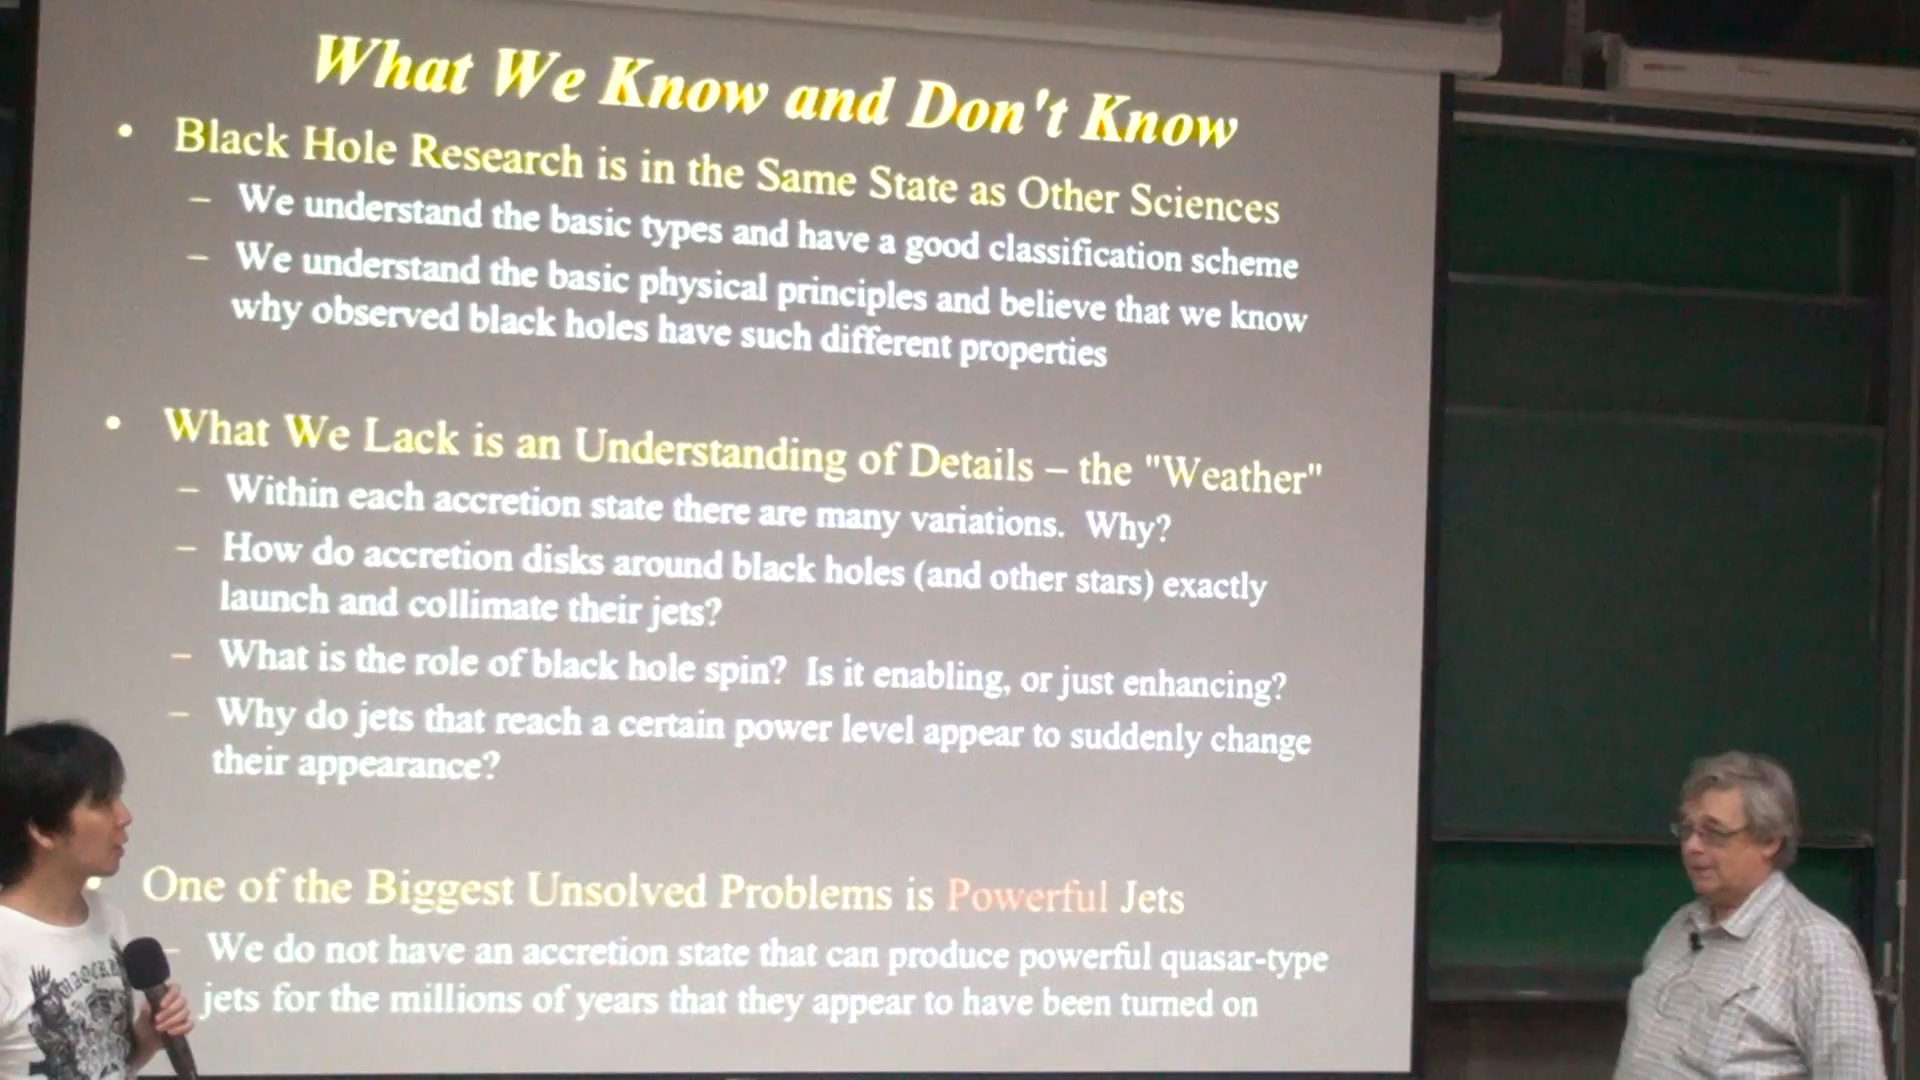 What We Know and Don't Know
• Black Hole Research is in the Same State as Other Sciences
– We understand the basic types and have a good classification scheme
– We understand the basic physical principles and believe that we know
why observed black holes have such different properties
• What We Lack is an Understanding of Details – the "Weather"
– Within each accretion state there are many variations. Why?
– How do accretion disks around black holes (and other stars) exactly
launch and collimate their jets?
– What is the role of black hole spin? Is it enabling, or just enhancing?
– Why do jets that reach a certain power level appear to suddenly change
their appearance?
• One of the Biggest Unsolved Problems is Powerful Jets
– We do not have an accretion state that can produce powerful quasar-type
jets for the millions of years that they appear to have been turned on